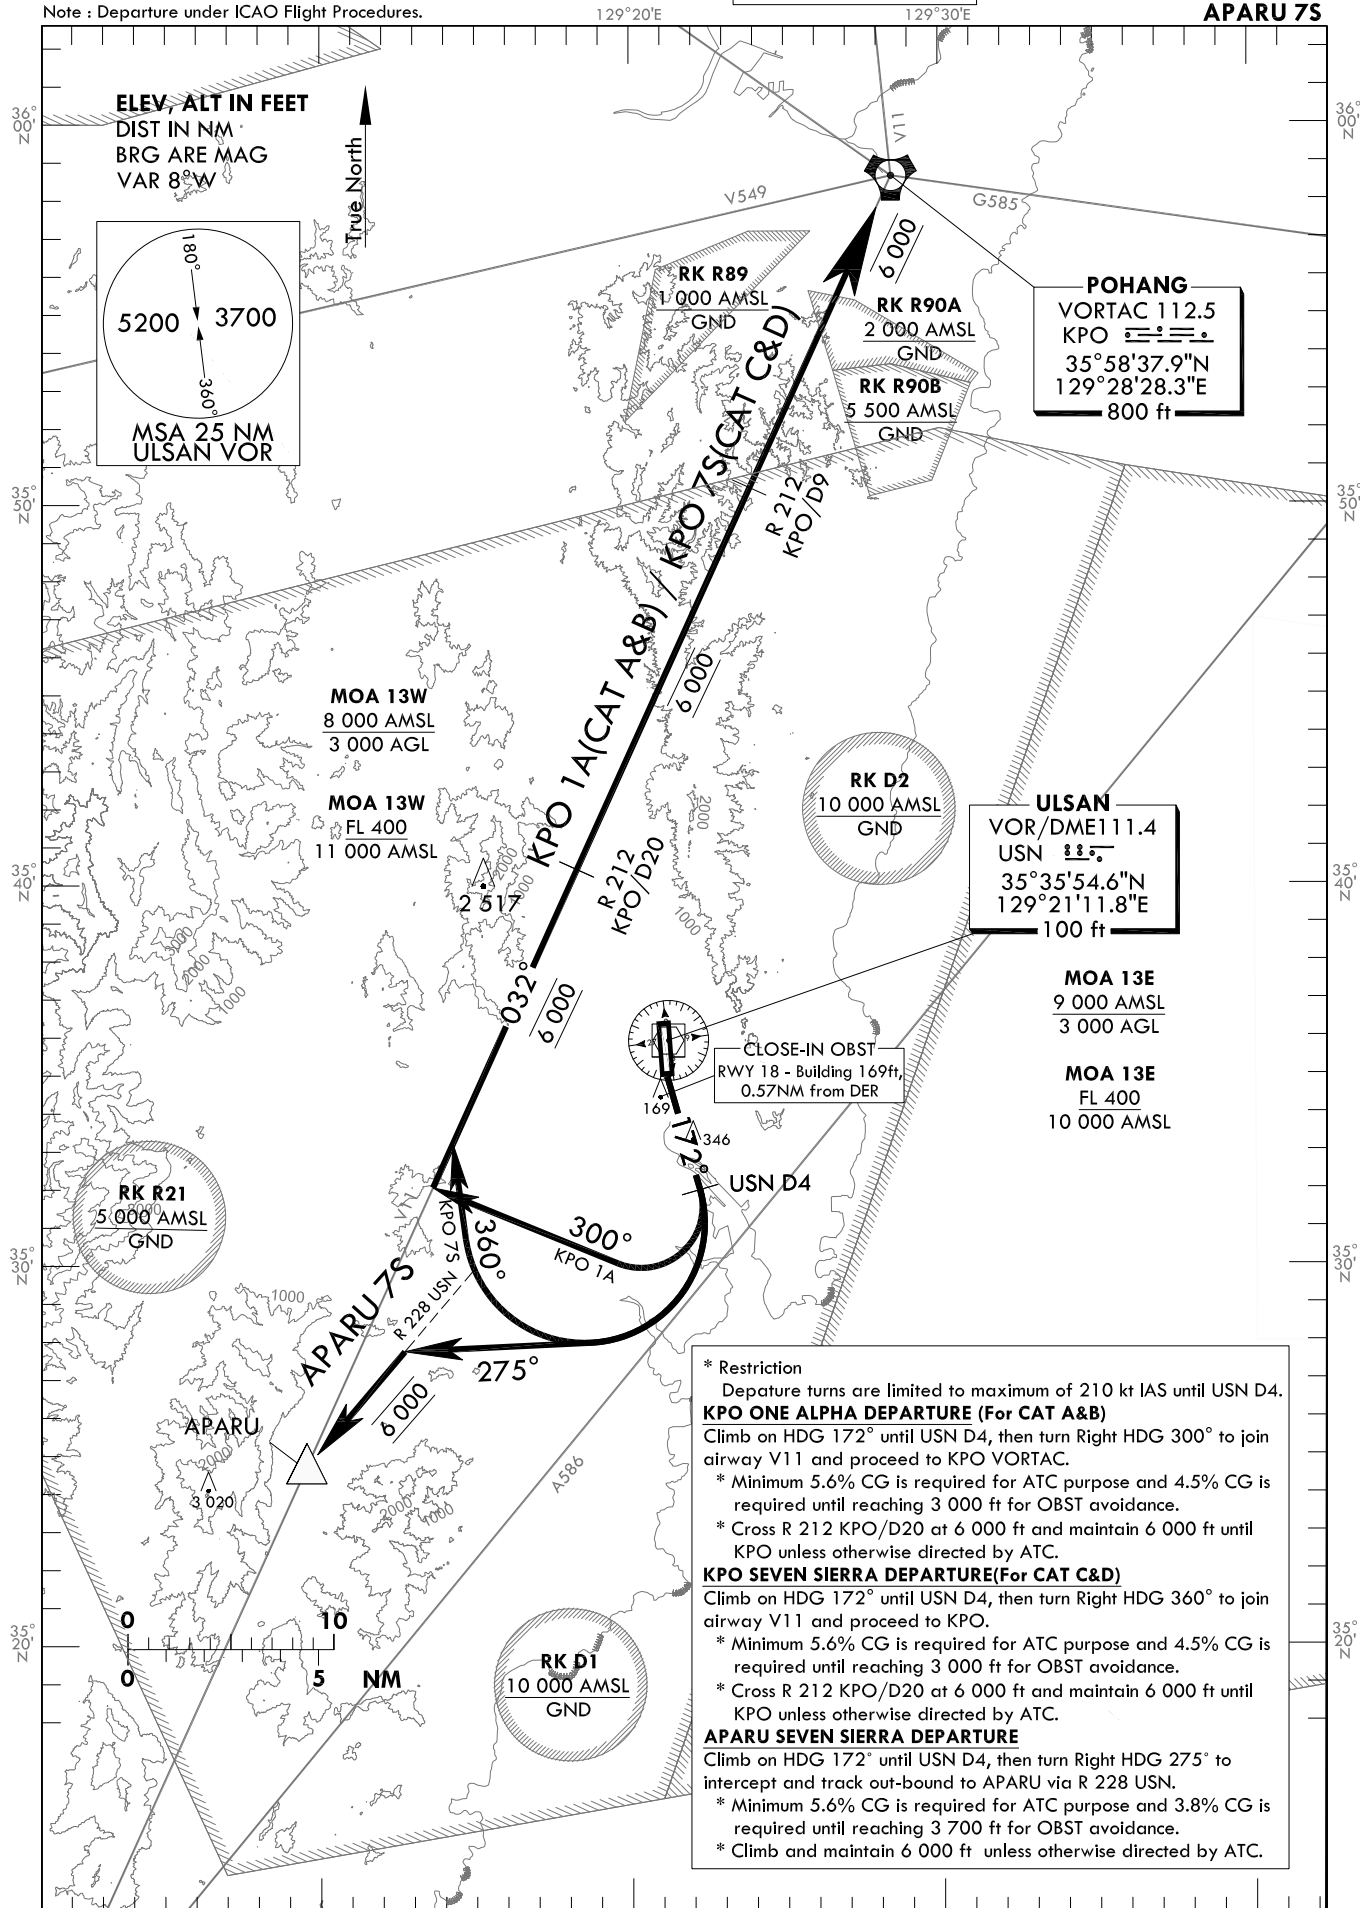 Note : Departure under ICAO Flight Procedures.
129°20'E
129°30'E
APARU 7S
36°
00'
N
36°
00'
N
ELEV, ALT IN FEET
DIST IN NM
BRG ARE MAG
VAR 8°W
True North
V11
V549
G585
180°
5200
3700
360°
MSA 25 NM
ULSAN VOR
RK R89
1 000 AMSL
GND
6 000
RK R90A
2 000 AMSL
GND
RK R90B
5 500 AMSL
GND
POHANG
VORTAC 112.5
KPO
35°58'37.9"N
129°28'28.3"E
800 ft
35°
50'
N
35°
50'
N
KPO 1A(CAT A&B) / KPO 7S(CAT C&D)
R 212
KPO/D9
6 000
MOA 13W
8 000 AMSL
3 000 AGL
MOA 13W
FL 400
11 000 AMSL
2000
1000
2 517
R 212
KPO/D20
2000
1000
RK D2
10 000 AMSL
GND
ULSAN
VOR/DME111.4
USN
35°35'54.6"N
129°21'11.8"E
100 ft
35°
40'
N
35°
40'
N
3000
2000
1000
032°
6 000
MOA 13E
9 000 AMSL
3 000 AGL
MOA 13E
FL 400
10 000 AMSL
CLOSE-IN OBST
RWY 18 - Building 169ft,
0.57NM from DER
169
172°
346
USN D4
RK R21
5 000 AMSL
GND
2000
V11
KPO 7S
360°
300°
KPO 1A
35°
30'
N
35°
30'
N
1000
APARU 7S
R 228 USN
275°
6 000
APARU
2000
3 020
2000
1000
A586
0
10
0
5
NM
35°
20'
N
35°
20'
N
RK D1
10 000 AMSL
GND
* Restriction
Depature turns are limited to maximum of 210 kt IAS until USN D4.
KPO ONE ALPHA DEPARTURE (For CAT A&B)
Climb on HDG 172° until USN D4, then turn Right HDG 300° to join
airway V11 and proceed to KPO VORTAC.
* Minimum 5.6% CG is required for ATC purpose and 4.5% CG is
required until reaching 3 000 ft for OBST avoidance.
* Cross R 212 KPO/D20 at 6 000 ft and maintain 6 000 ft until
KPO unless otherwise directed by ATC.
KPO SEVEN SIERRA DEPARTURE(For CAT C&D)
Climb on HDG 172° until USN D4, then turn Right HDG 360° to join
airway V11 and proceed to KPO.
* Minimum 5.6% CG is required for ATC purpose and 4.5% CG is
required until reaching 3 000 ft for OBST avoidance.
* Cross R 212 KPO/D20 at 6 000 ft and maintain 6 000 ft until
KPO unless otherwise directed by ATC.
APARU SEVEN SIERRA DEPARTURE
Climb on HDG 172° until USN D4, then turn Right HDG 275° to
intercept and track out-bound to APARU via R 228 USN.
* Minimum 5.6% CG is required for ATC purpose and 3.8% CG is
required until reaching 3 700 ft for OBST avoidance.
* Climb and maintain 6 000 ft unless otherwise directed by ATC.